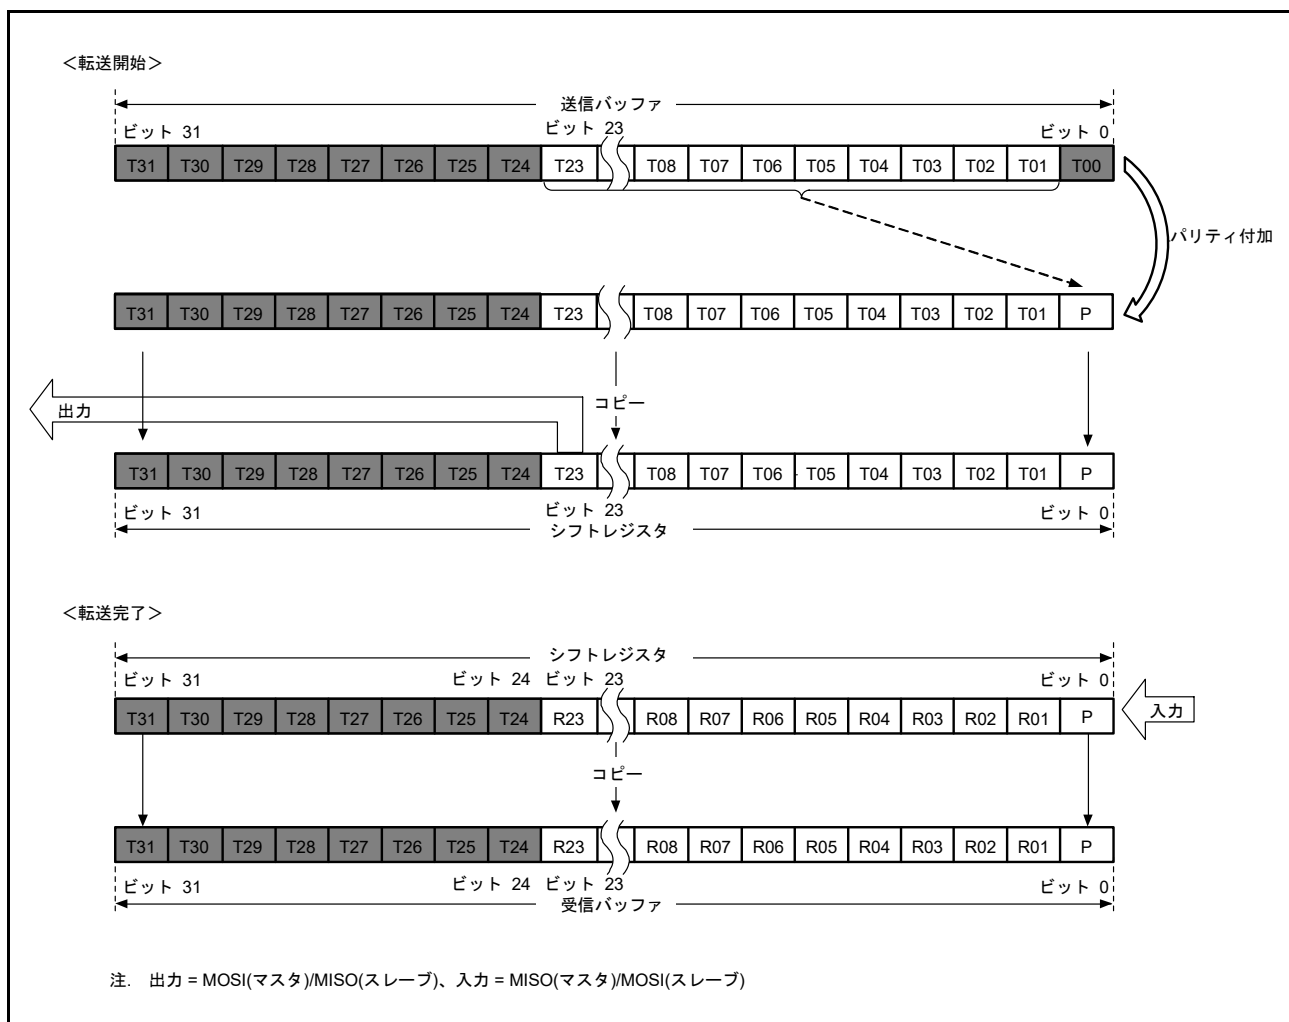 ＜転送開始＞
送信バッファ
ビット 31 ビット 23 ビット 0
T31 T30 T29 T28 T27 T26 T25 T24 T23 T08 T07 T06 T05 T04 T03 T02 T01 T00
パリティ付加
T31 T30 T29 T28 T27 T26 T25 T24 T23 T08 T07 T06 T05 T04 T03 T02 T01 P
コピー
出力
T31 T30 T29 T28 T27 T26 T25 T24 T23 T08 T07 T06 T05 T04 T03 T02 T01 P
ビット 31 ビット 23 ビット 0
シフトレジスタ
＜転送完了＞
シフトレジスタ
ビット 31 ビット 24 ビット 23 ビット 0
T31 T30 T29 T28 T27 T26 T25 T24 R23 R08 R07 R06 R05 R04 R03 R02 R01 P
入力
コピー
T31 T30 T29 T28 T27 T26 T25 T24 R23 R08 R07 R06 R05 R04 R03 R02 R01 P
ビット 31 ビット 24 ビット 23 ビット 0
受信バッファ
注. 出力 = MOSI(マスタ)/MISO(スレーブ)、入力 = MISO(マスタ)/MOSI(スレーブ)